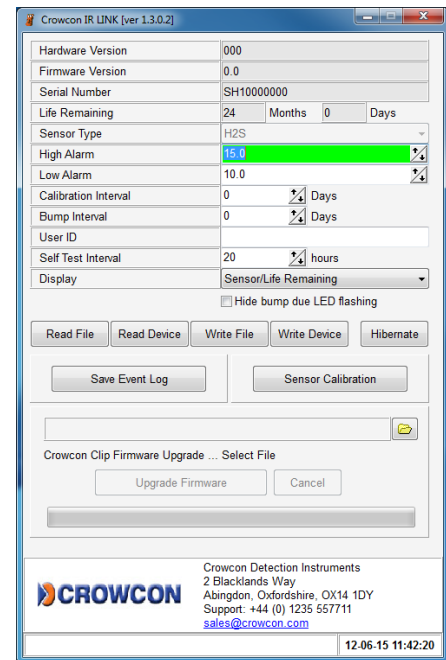 Crowcon IR LINK [ver 1.3.0.2]
Hardware Version 000
Firmware Version 0.0
Serial Number SH10000000
Life Remaining 24 Months 0 Days
Sensor Type H2S
High Alarm 15.0
Low Alarm 10.0
Calibration Interval 0 Days
Bump Interval 0 Days
User ID
Self Test Interval 20 hours
Display Sensor/Life Remaining
Hide bump due LED flashing
Read File Read Device Write File Write Device Hibernate
Save Event Log Sensor Calibration
Crowcon Clip Firmware Upgrade ... Select File
Upgrade Firmware Cancel
CROWCON
Crowcon Detection Instruments
2 Blacklands Way
Abingdon, Oxfordshire, OX14 1DY
Support: +44 (0) 1235 557711
sales@crowcon.com
12-06-15 11:42:20